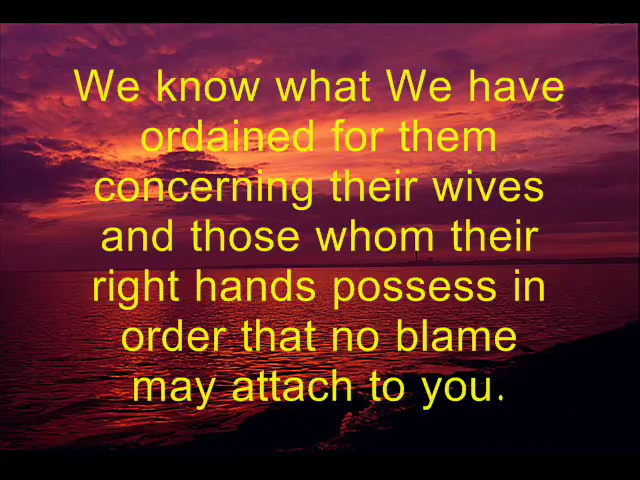 We know what We have
ordained for them
concerning their wives
and those whom their
right hands possess in
order that no blame
may attach to you.